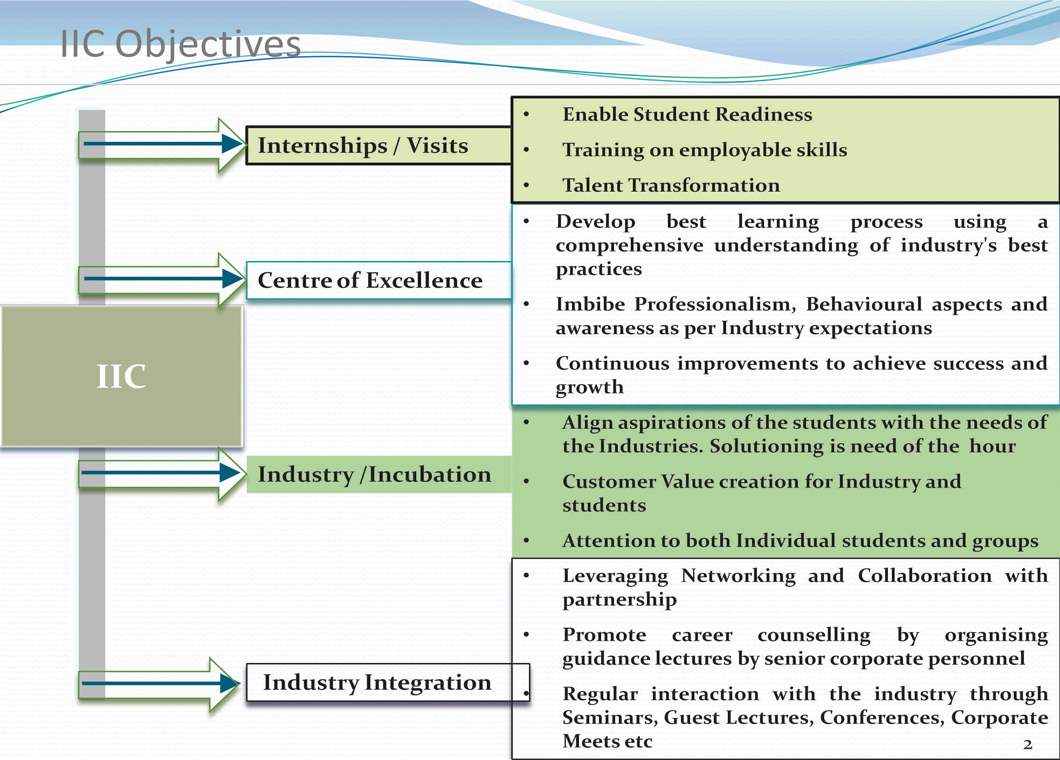 IIC Objectives
Internships / Visits
• Enable Student Readiness
• Training on employable skills
• Talent Transformation
Centre of Excellence
• Develop best learning process using a
comprehensive understanding of industry's best
practices
• Imbibe Professionalism, Behavioural aspects and
awareness as per Industry expectations
• Continuous improvements to achieve success and
growth
IIC
Industry /Incubation
• Align aspirations of the students with the needs of
the Industries. Solutioning is need of the hour
• Customer Value creation for Industry and
students
• Attention to both Individual students and groups
Industry Integration
• Leveraging Networking and Collaboration with
partnership
• Promote career counselling by organising
guidance lectures by senior corporate personnel
• Regular interaction with the industry through
Seminars, Guest Lectures, Conferences, Corporate
Meets etc
2